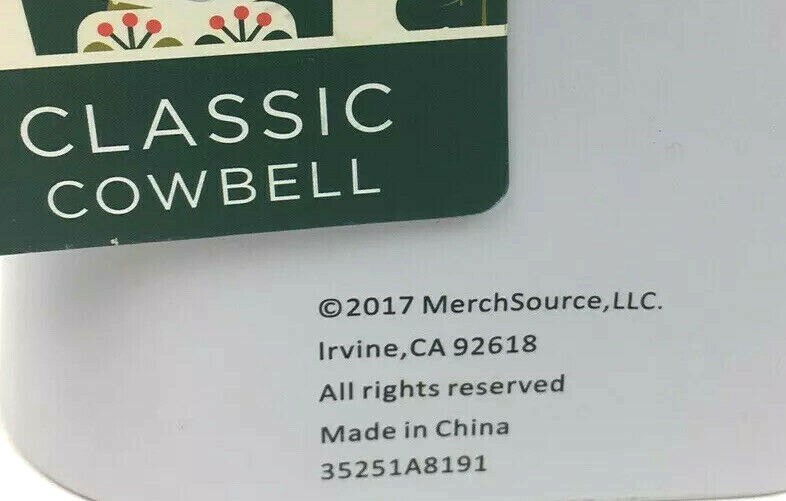 CLASSIC
COWBELL
©2017 MerchSource,LLC.
Irvine,CA 92618
All rights reserved
Made in China
35251A8191